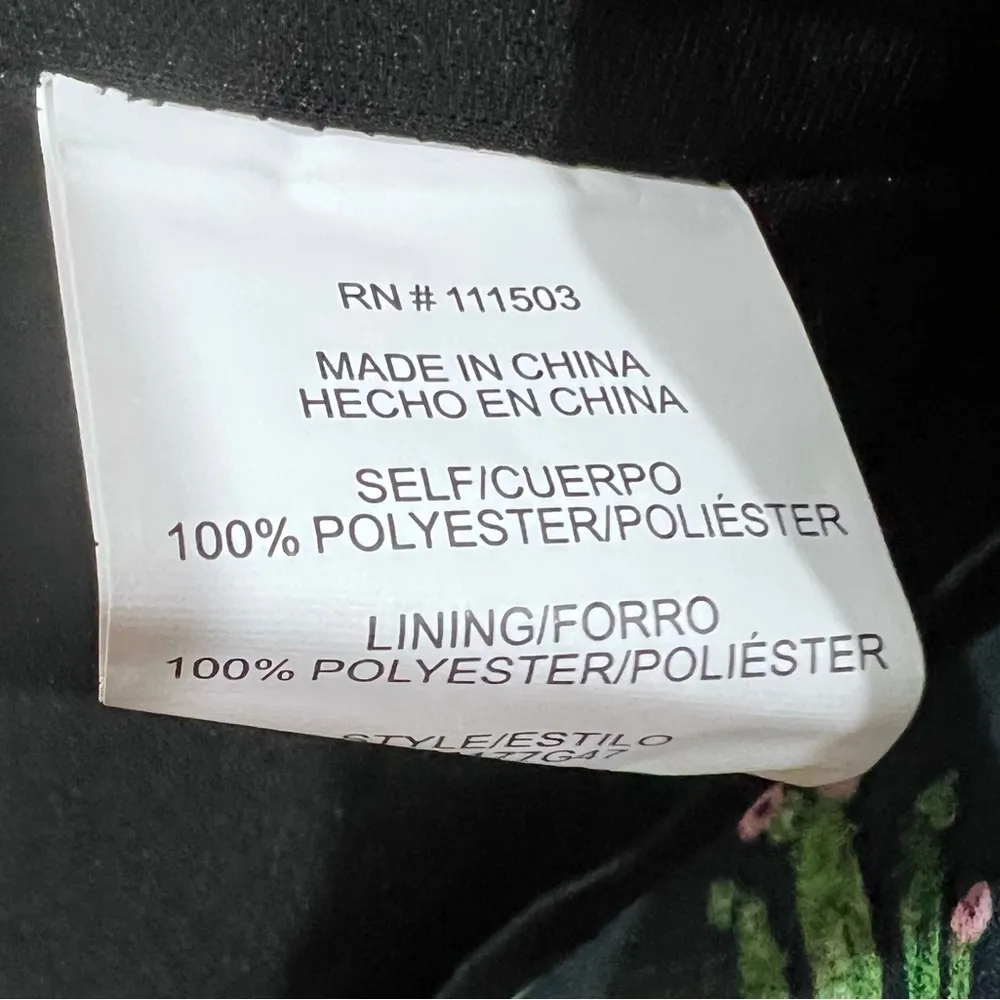 RN # 111503
MADE IN CHINA
HECHO EN CHINA
SELF/CUERPO
100% POLYESTER/POLIÉSTER
LINING/FORRO
100% POLYESTER/POLIÉSTER
STYLE/ESTILO